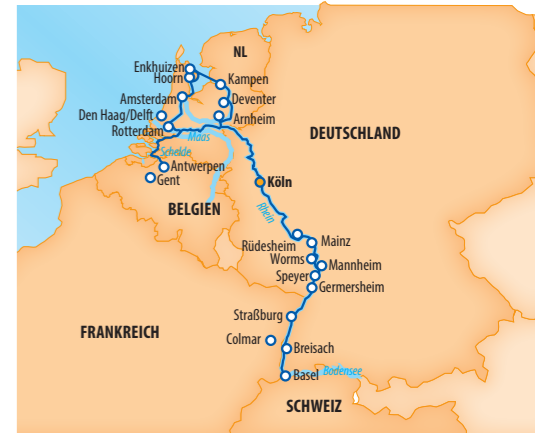 NL
Enkhuizen
Hoorn
Kampen
Amsterdam
Deventer
Den Haag/Delft
Arnheim
Rotterdam
Maas
DEUTSCHLAND
Schelde
Antwerpen
Gent
Köln
BELGIEN
Rhein
Rüdesheim
Mainz
Worms
Mannheim
Speyer
Germersheim
Straßburg
FRANKREICH
Colmar
Breisach
Basel
Bodensee
SCHWEIZ